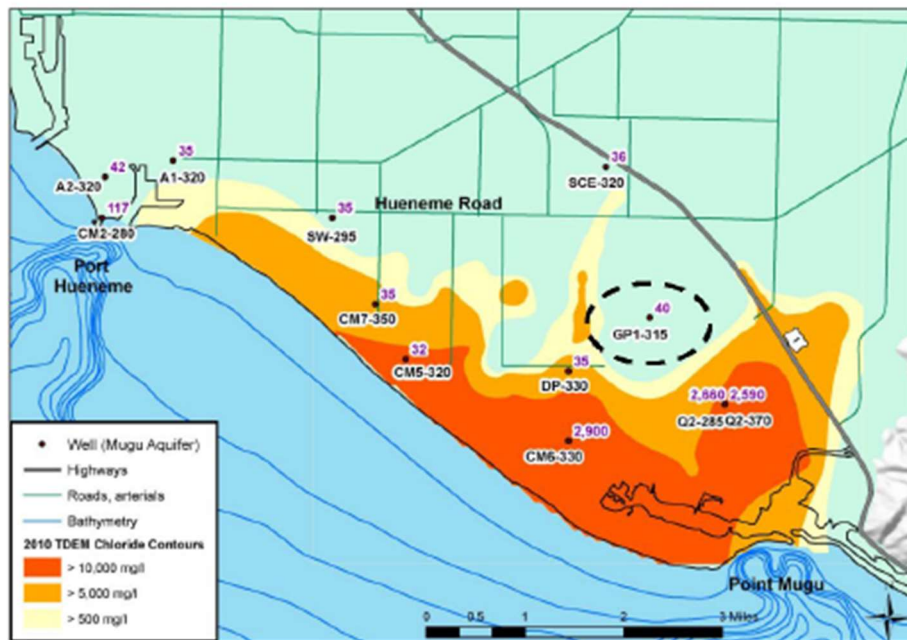 35
42
A1-320
A2-320
117
CM2-280
36
SCE-320
Hueneme Road
35
SW-295
Port
Hueneme
35
CM7-350
40
GP1-315
1
32
CM5-320
35
DP-330
2,660 2,590
Q2-285 Q2-370
2,900
CM6-330
Point Mugu
Well (Mugu Aquifer)
Highways
Roads, arterials
Bathymetry
2010 TDEM Chloride Contours
> 10,000 mg/l
> 5,000 mg/l
> 500 mg/l
0 0.5 1 2 3 Miles